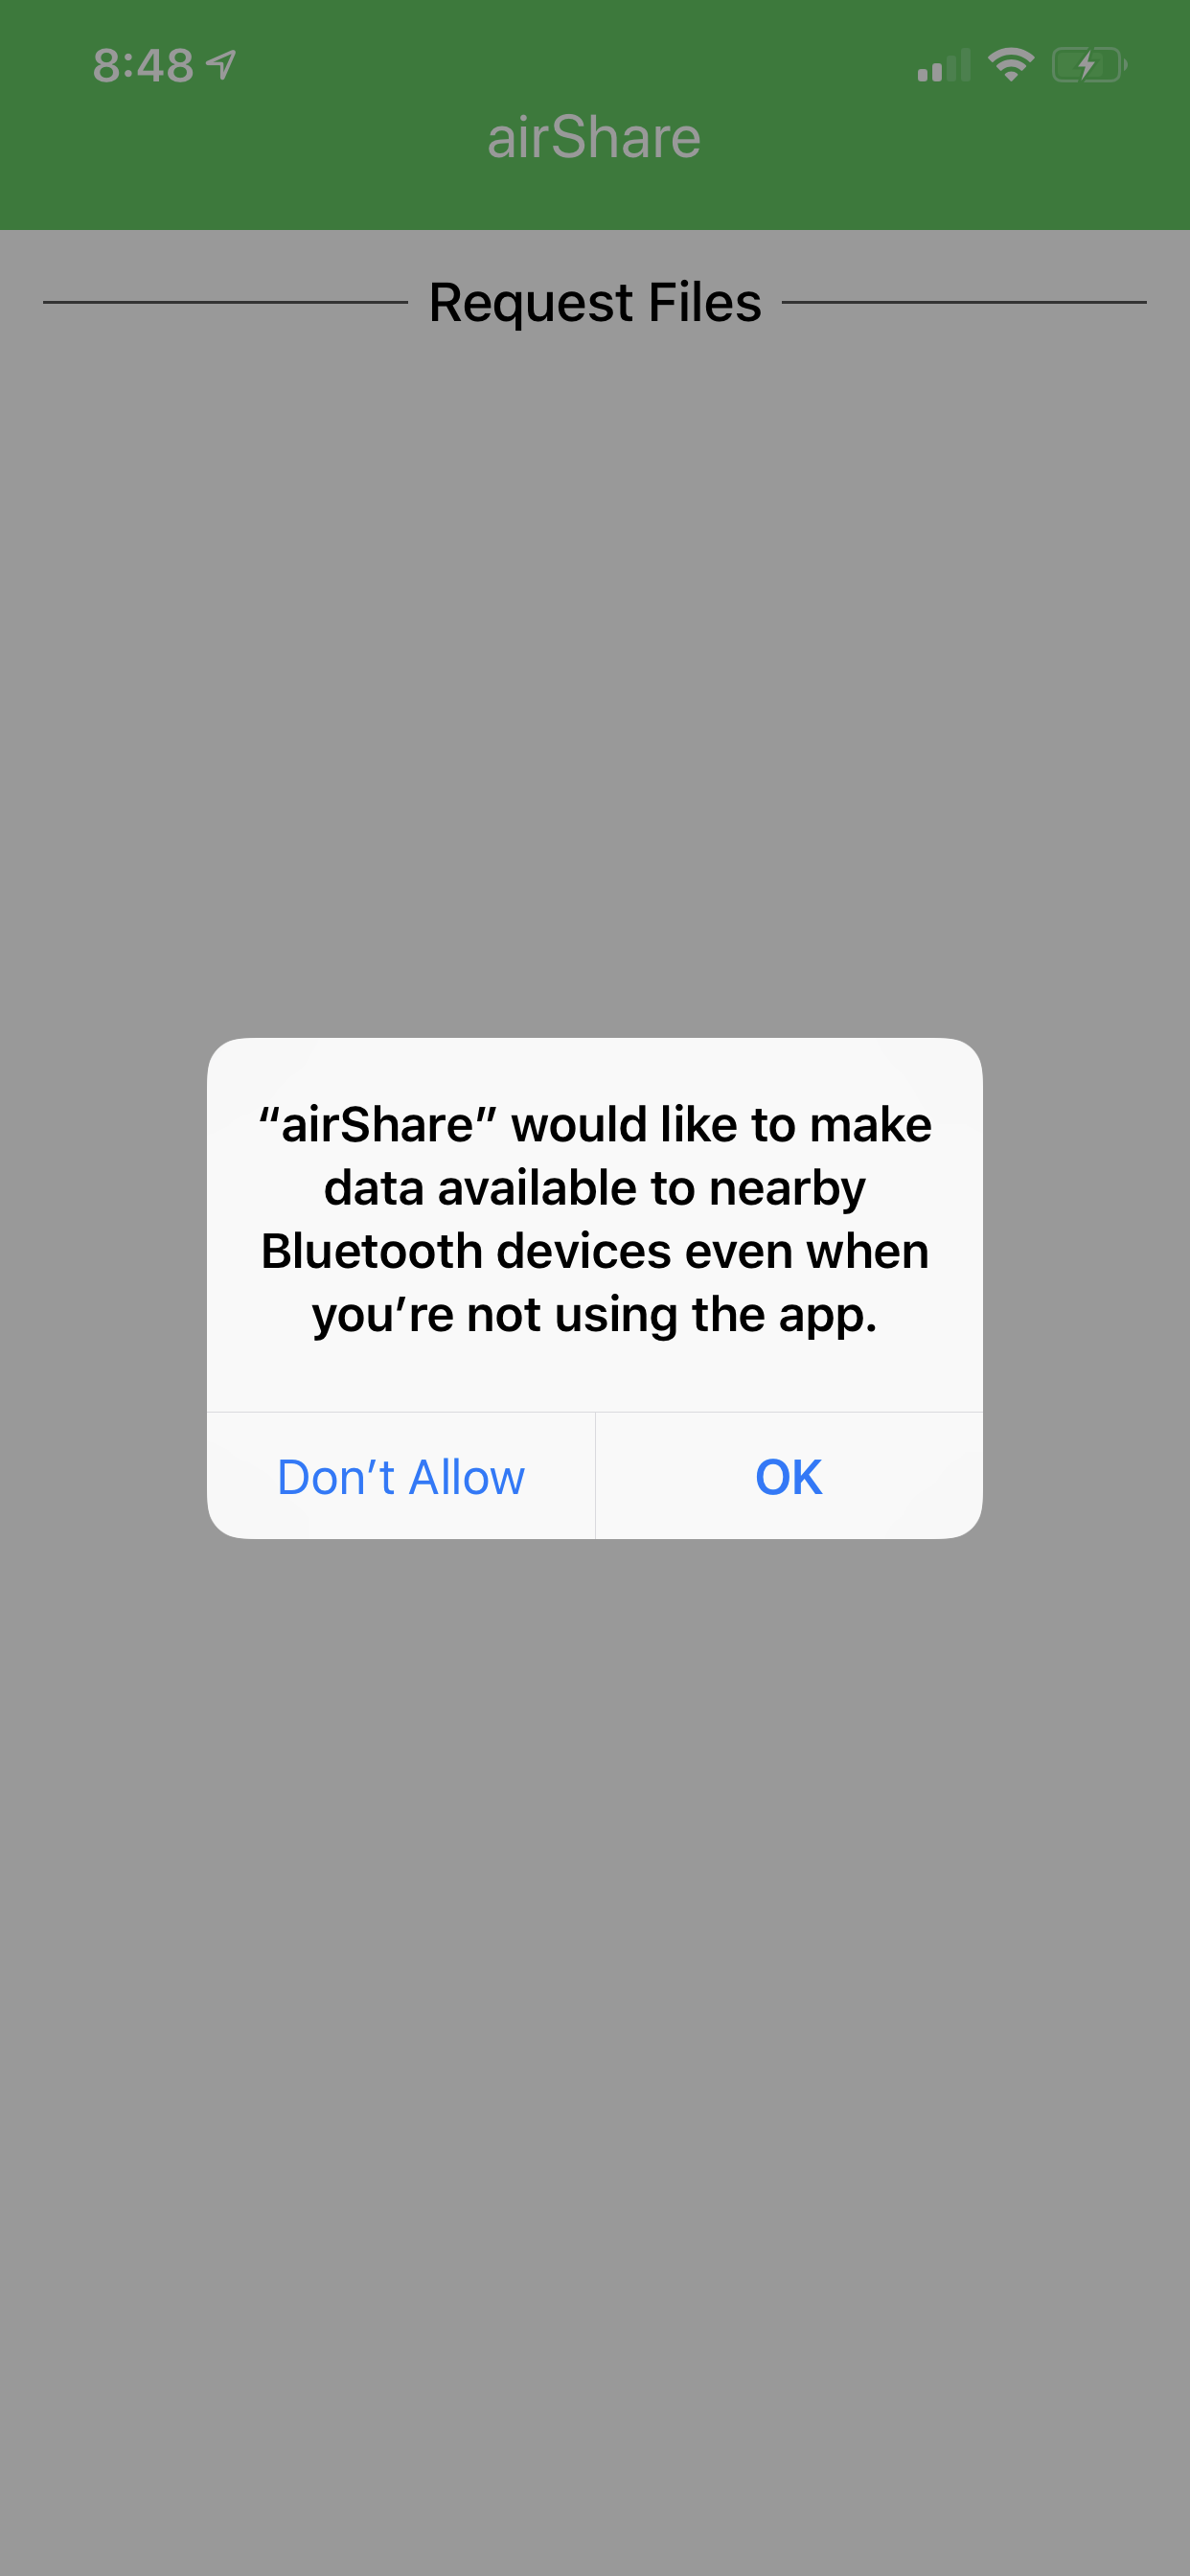 8:48
airShare
Request Files
“airShare” would like to make
data available to nearby
Bluetooth devices even when
you’re not using the app.
Don’t Allow
OK